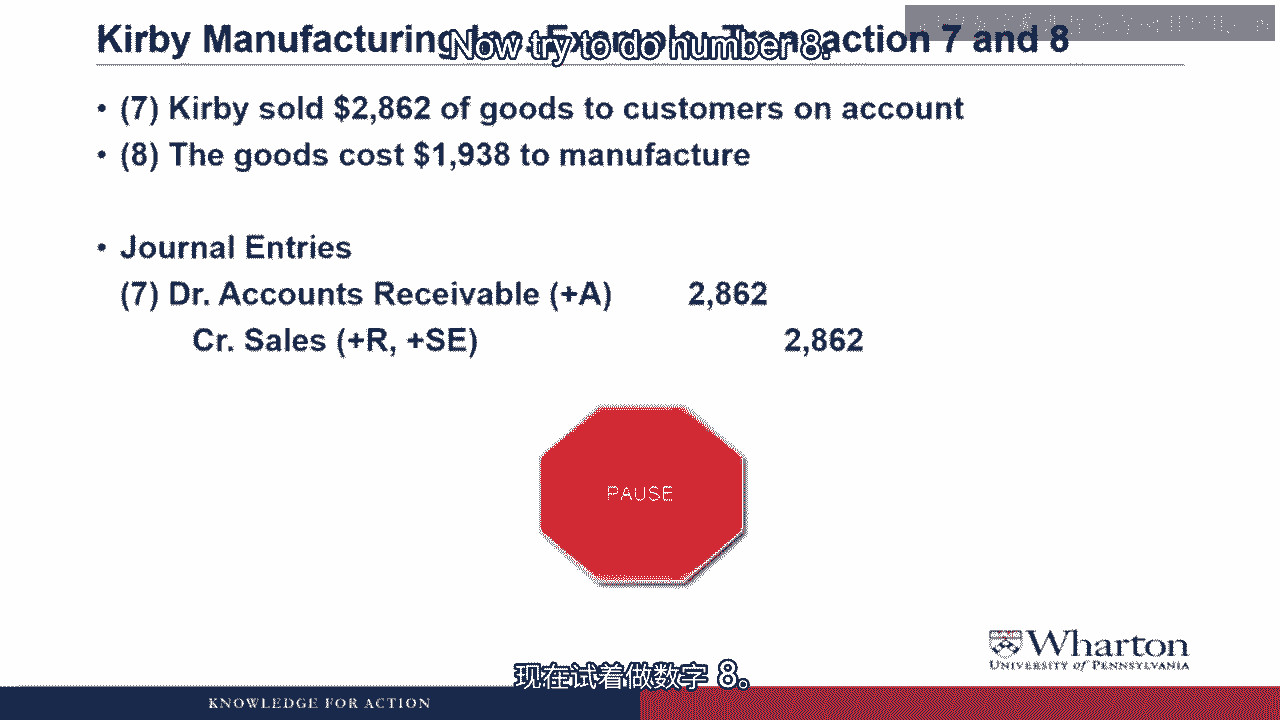 Kirby Manufacturing Inc. Example: Transaction 7 and 8
Now try to do number 8.
• (7) Kirby sold $2,862 of goods to customers on account
• (8) The goods cost $1,938 to manufacture
• Journal Entries
(7) Dr. Accounts Receivable (+A) 2,862
Cr. Sales (+R, +SE) 2,862
PAUSE
Wharton
UNIVERSITY of PENNSYLVANIA
现在试着做数字 8.
KNOWLEDGE FOR ACTION